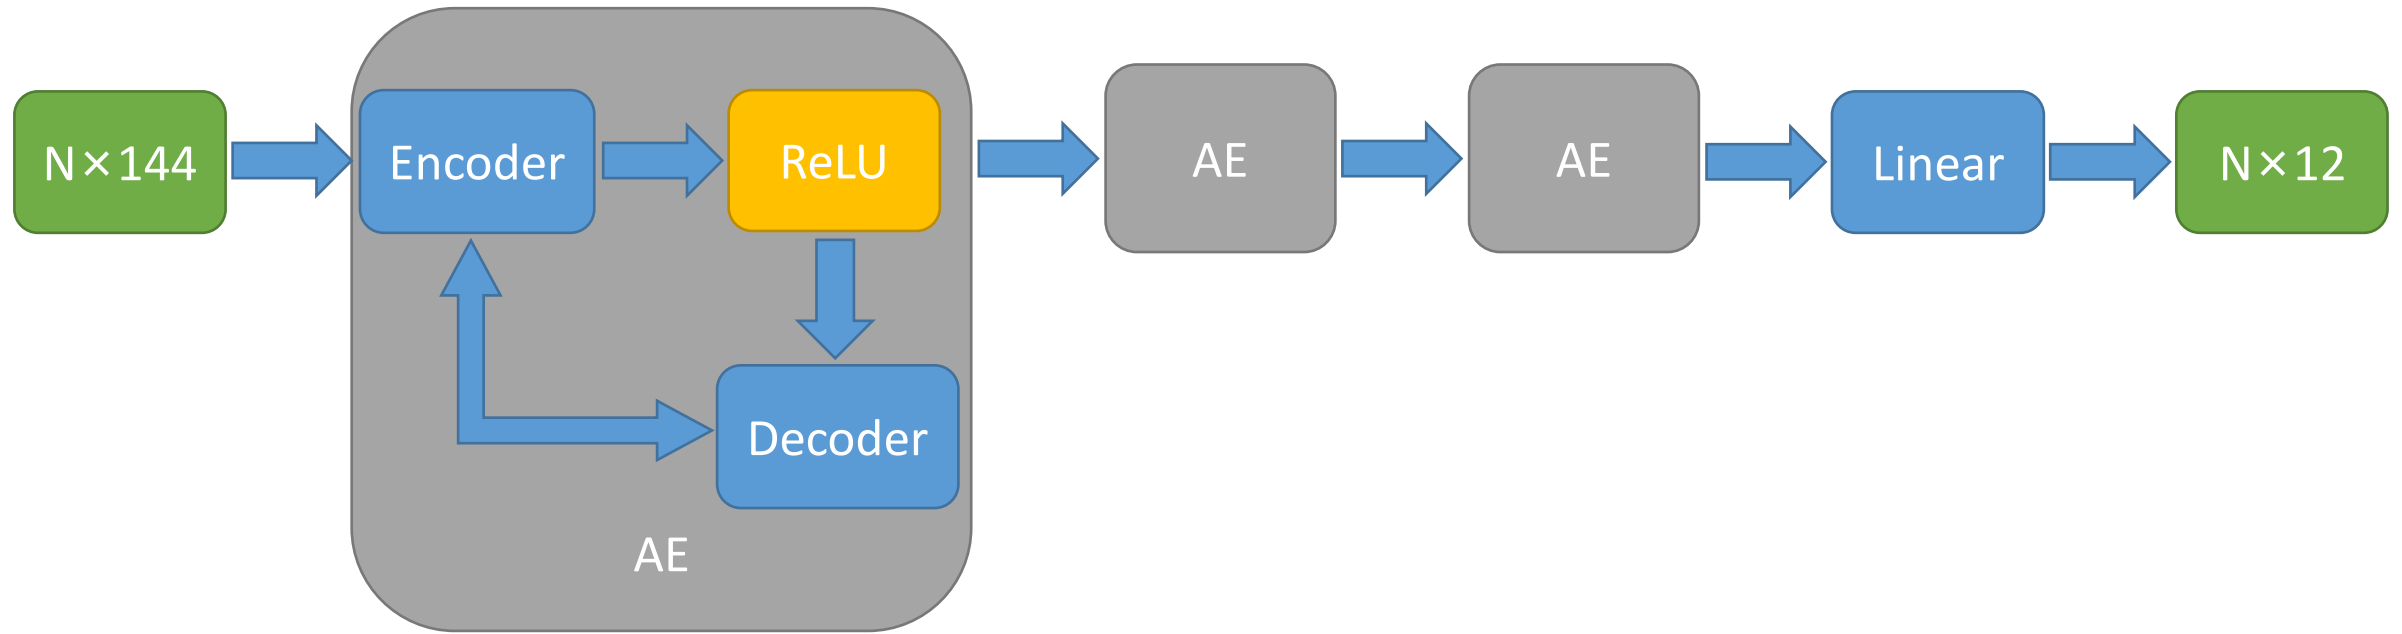 N×144
Encoder
ReLU
AE
AE
Linear
N×12
Decoder
AE